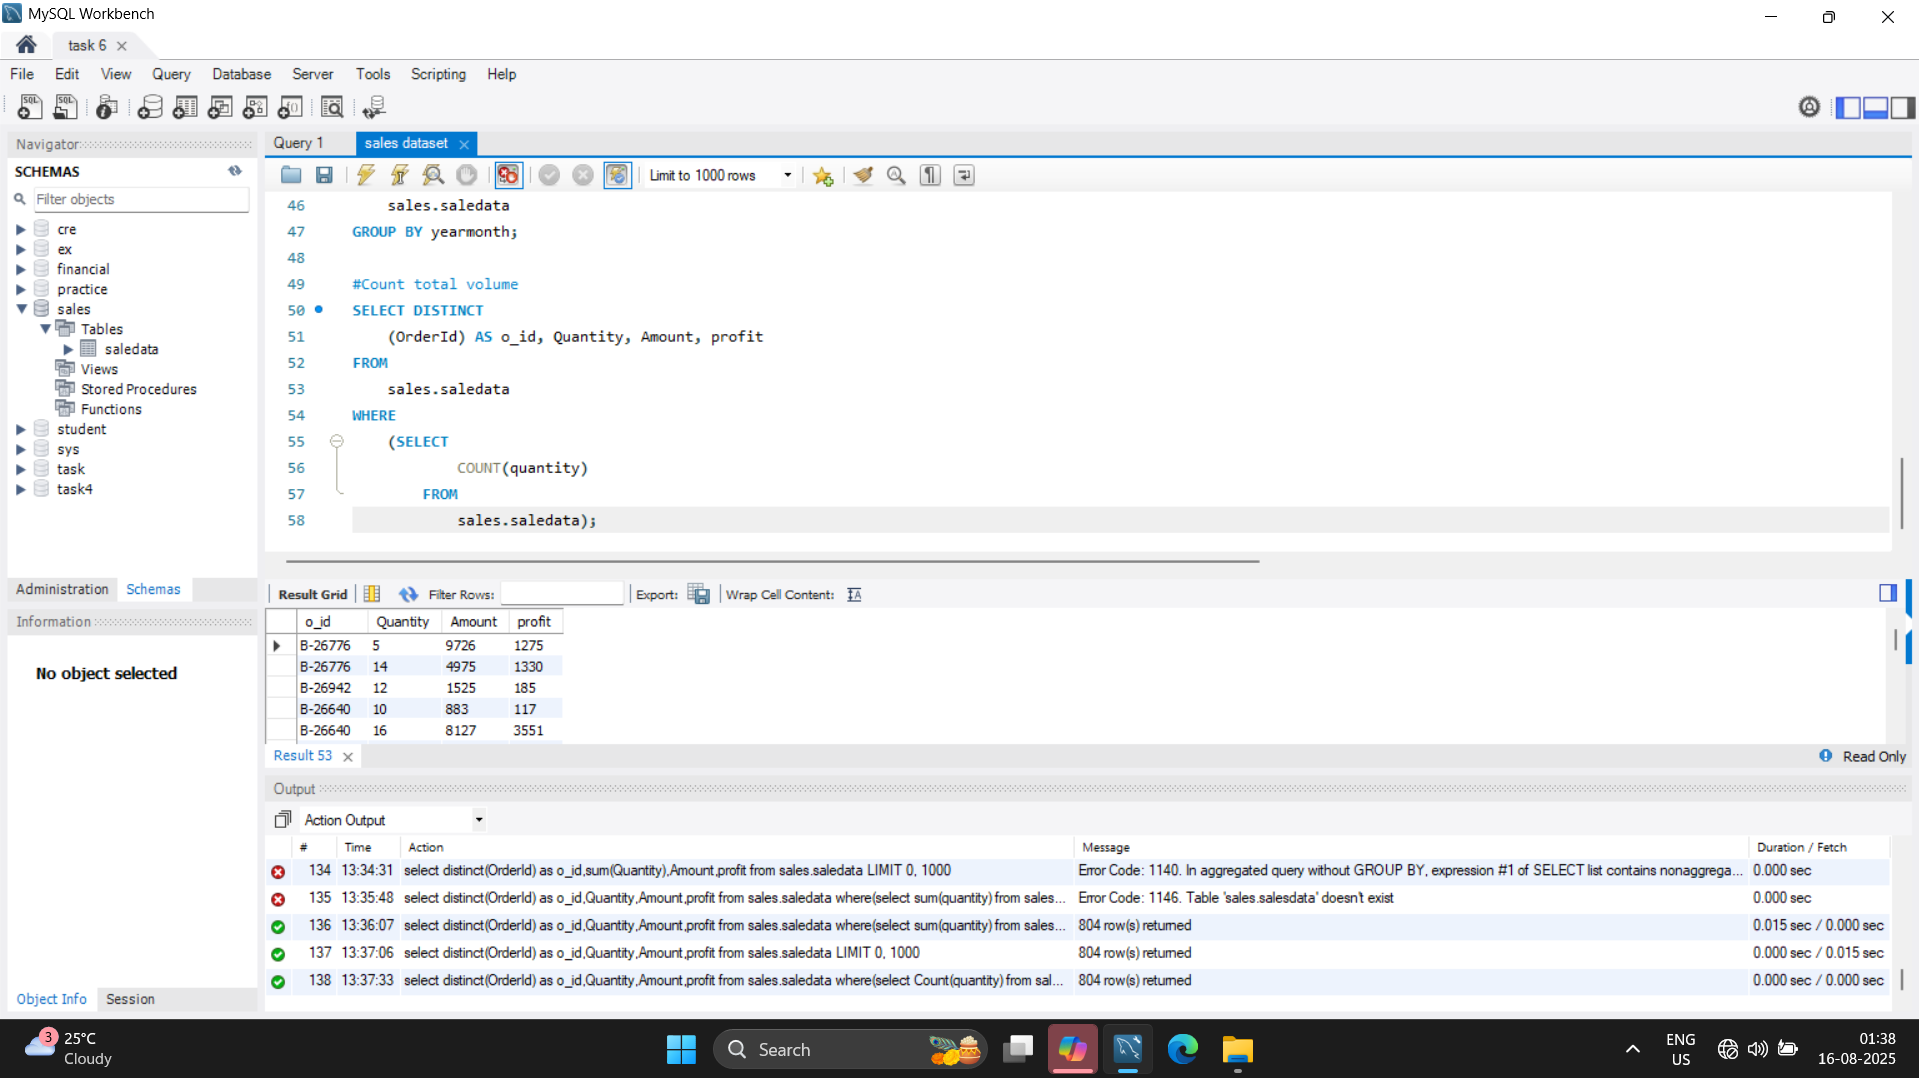 MySQL Workbench
task 6
File Edit View Query Database Server Tools Scripting Help
Navigator
SCHEMAS
Filter objects
cre
ex
financial
practice
sales
Tables
saledata
Views
Stored Procedures
Functions
student
sys
task
task4
Administration Schemas
Information
No object selected
Object Info Session
Query 1 sales dataset
Limit to 1000 rows
46 sales.saledata
47 GROUP BY yearmonth;
48
49 #Count total volume
50 SELECT DISTINCT
51 (OrderId) AS o_id, Quantity, Amount, profit
52 FROM
53 sales.saledata
54 WHERE
55 (SELECT
56 COUNT(quantity)
57 FROM
58 sales.saledata);
Result Grid Filter Rows: Export: Wrap Cell Content:
o_id Quantity Amount profit
B-26776 5 9726 1275
B-26776 14 4975 1330
B-26942 12 1525 185
B-26640 10 883 117
B-26640 16 8127 3551
Result 53 Read Only
Output
Action Output
# Time Action Message Duration / Fetch
134 13:34:31 select distinct(OrderId) as o_id,sum(Quantity),Amount,profit from sales.saledata LIMIT 0, 1000 Error Code: 1140. In aggregated query without GROUP BY, expression #1 of SELECT list contains nonaggrega... 0.000 sec
135 13:35:48 select distinct(OrderId) as o_id,Quantity,Amount,profit from sales.saledata where(select sum(quantity) from sales... Error Code: 1146. Table 'sales.salesdata' doesn't exist 0.000 sec
136 13:36:07 select distinct(OrderId) as o_id,Quantity,Amount,profit from sales.saledata where(select sum(quantity) from sales... 804 row(s) returned 0.015 sec / 0.000 sec
137 13:37:06 select distinct(OrderId) as o_id,Quantity,Amount,profit from sales.saledata LIMIT 0, 1000 804 row(s) returned 0.000 sec / 0.015 sec
138 13:37:33 select distinct(OrderId) as o_id,Quantity,Amount,profit from sales.saledata where(select Count(quantity) from sal... 804 row(s) returned 0.000 sec / 0.000 sec
3
25°C
Cloudy
Search
ENG
US
01:38
16-08-2025